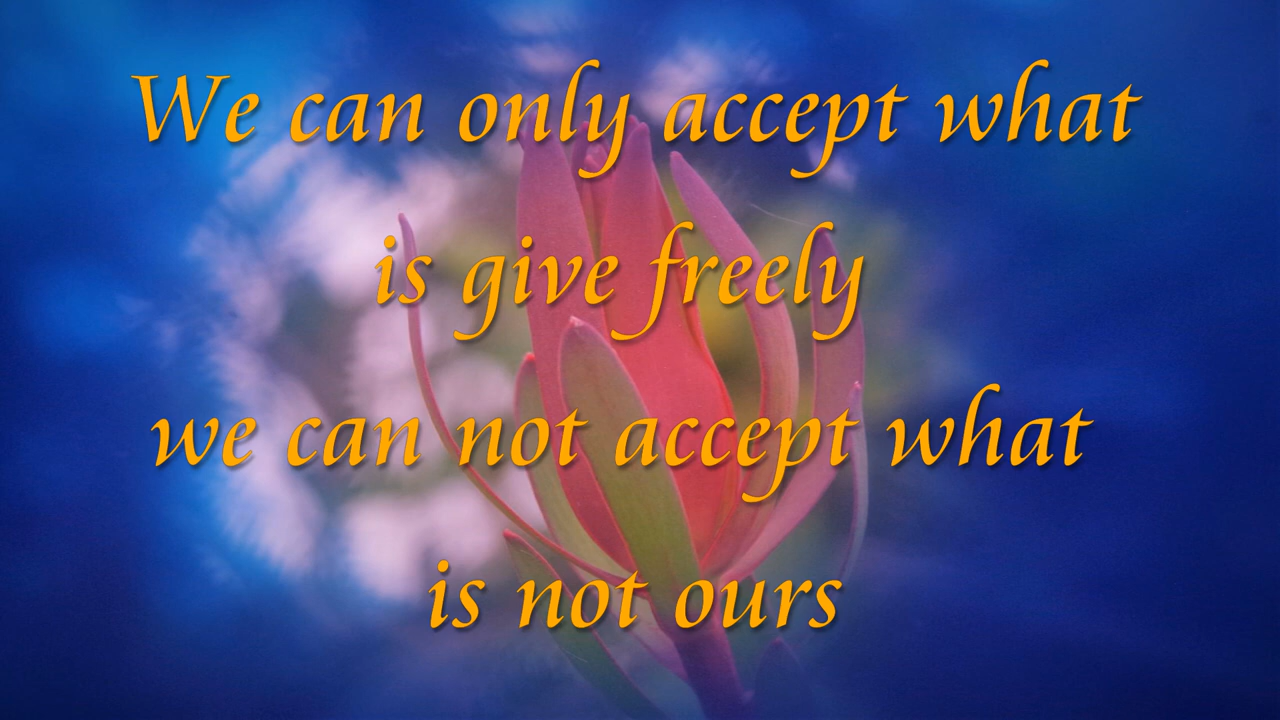 We can only accept what
is give freely
we can not accept what
is not ours